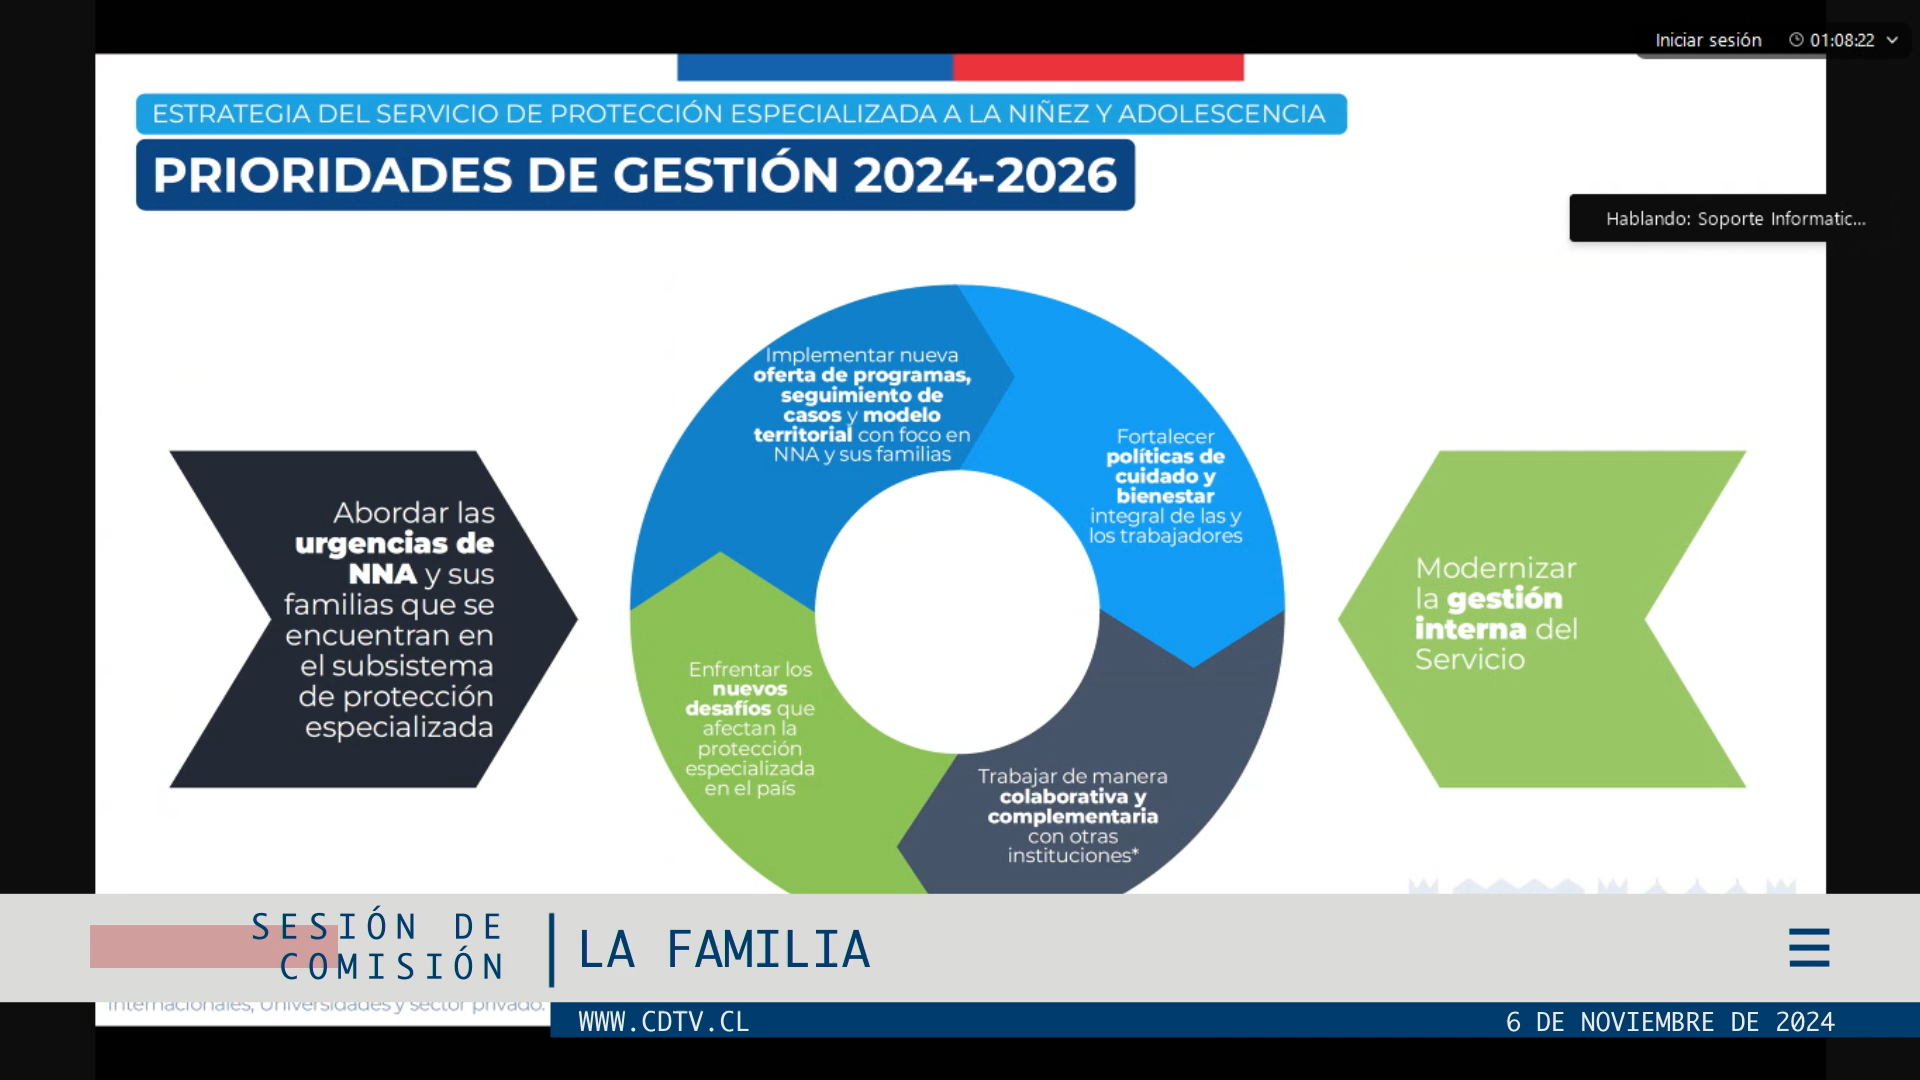 Iniciar sesión 01:08:22
ESTRATEGIA DEL SERVICIO DE PROTECCIÓN ESPECIALIZADA A LA NIÑEZ Y ADOLESCENCIA
PRIORIDADES DE GESTIÓN 2024-2026
Hablando: Soporte Informatic...
Abordar las
urgencias de
NNA y sus
familias que se
encuentran en
el subsistema
de protección
especializada
Implementar nueva
oferta de programas,
seguimiento de
casos y modelo
territorial con foco en
NNA y sus familias
Fortalecer
políticas de
cuidado y
bienestar
integral de las y
los trabajadores
Trabajar de manera
colaborativa y
complementaria
con otras
instituciones*
Enfrentar los
nuevos
desafíos que
afectan la
protección
especializada
en el país
Modernizar
la gestión
interna del
Servicio
SESIÓN DE
COMISIÓN
LA FAMILIA
Internacionales, Universidades y sector privado.
WWW.CDTV.CL
6 DE NOVIEMBRE DE 2024